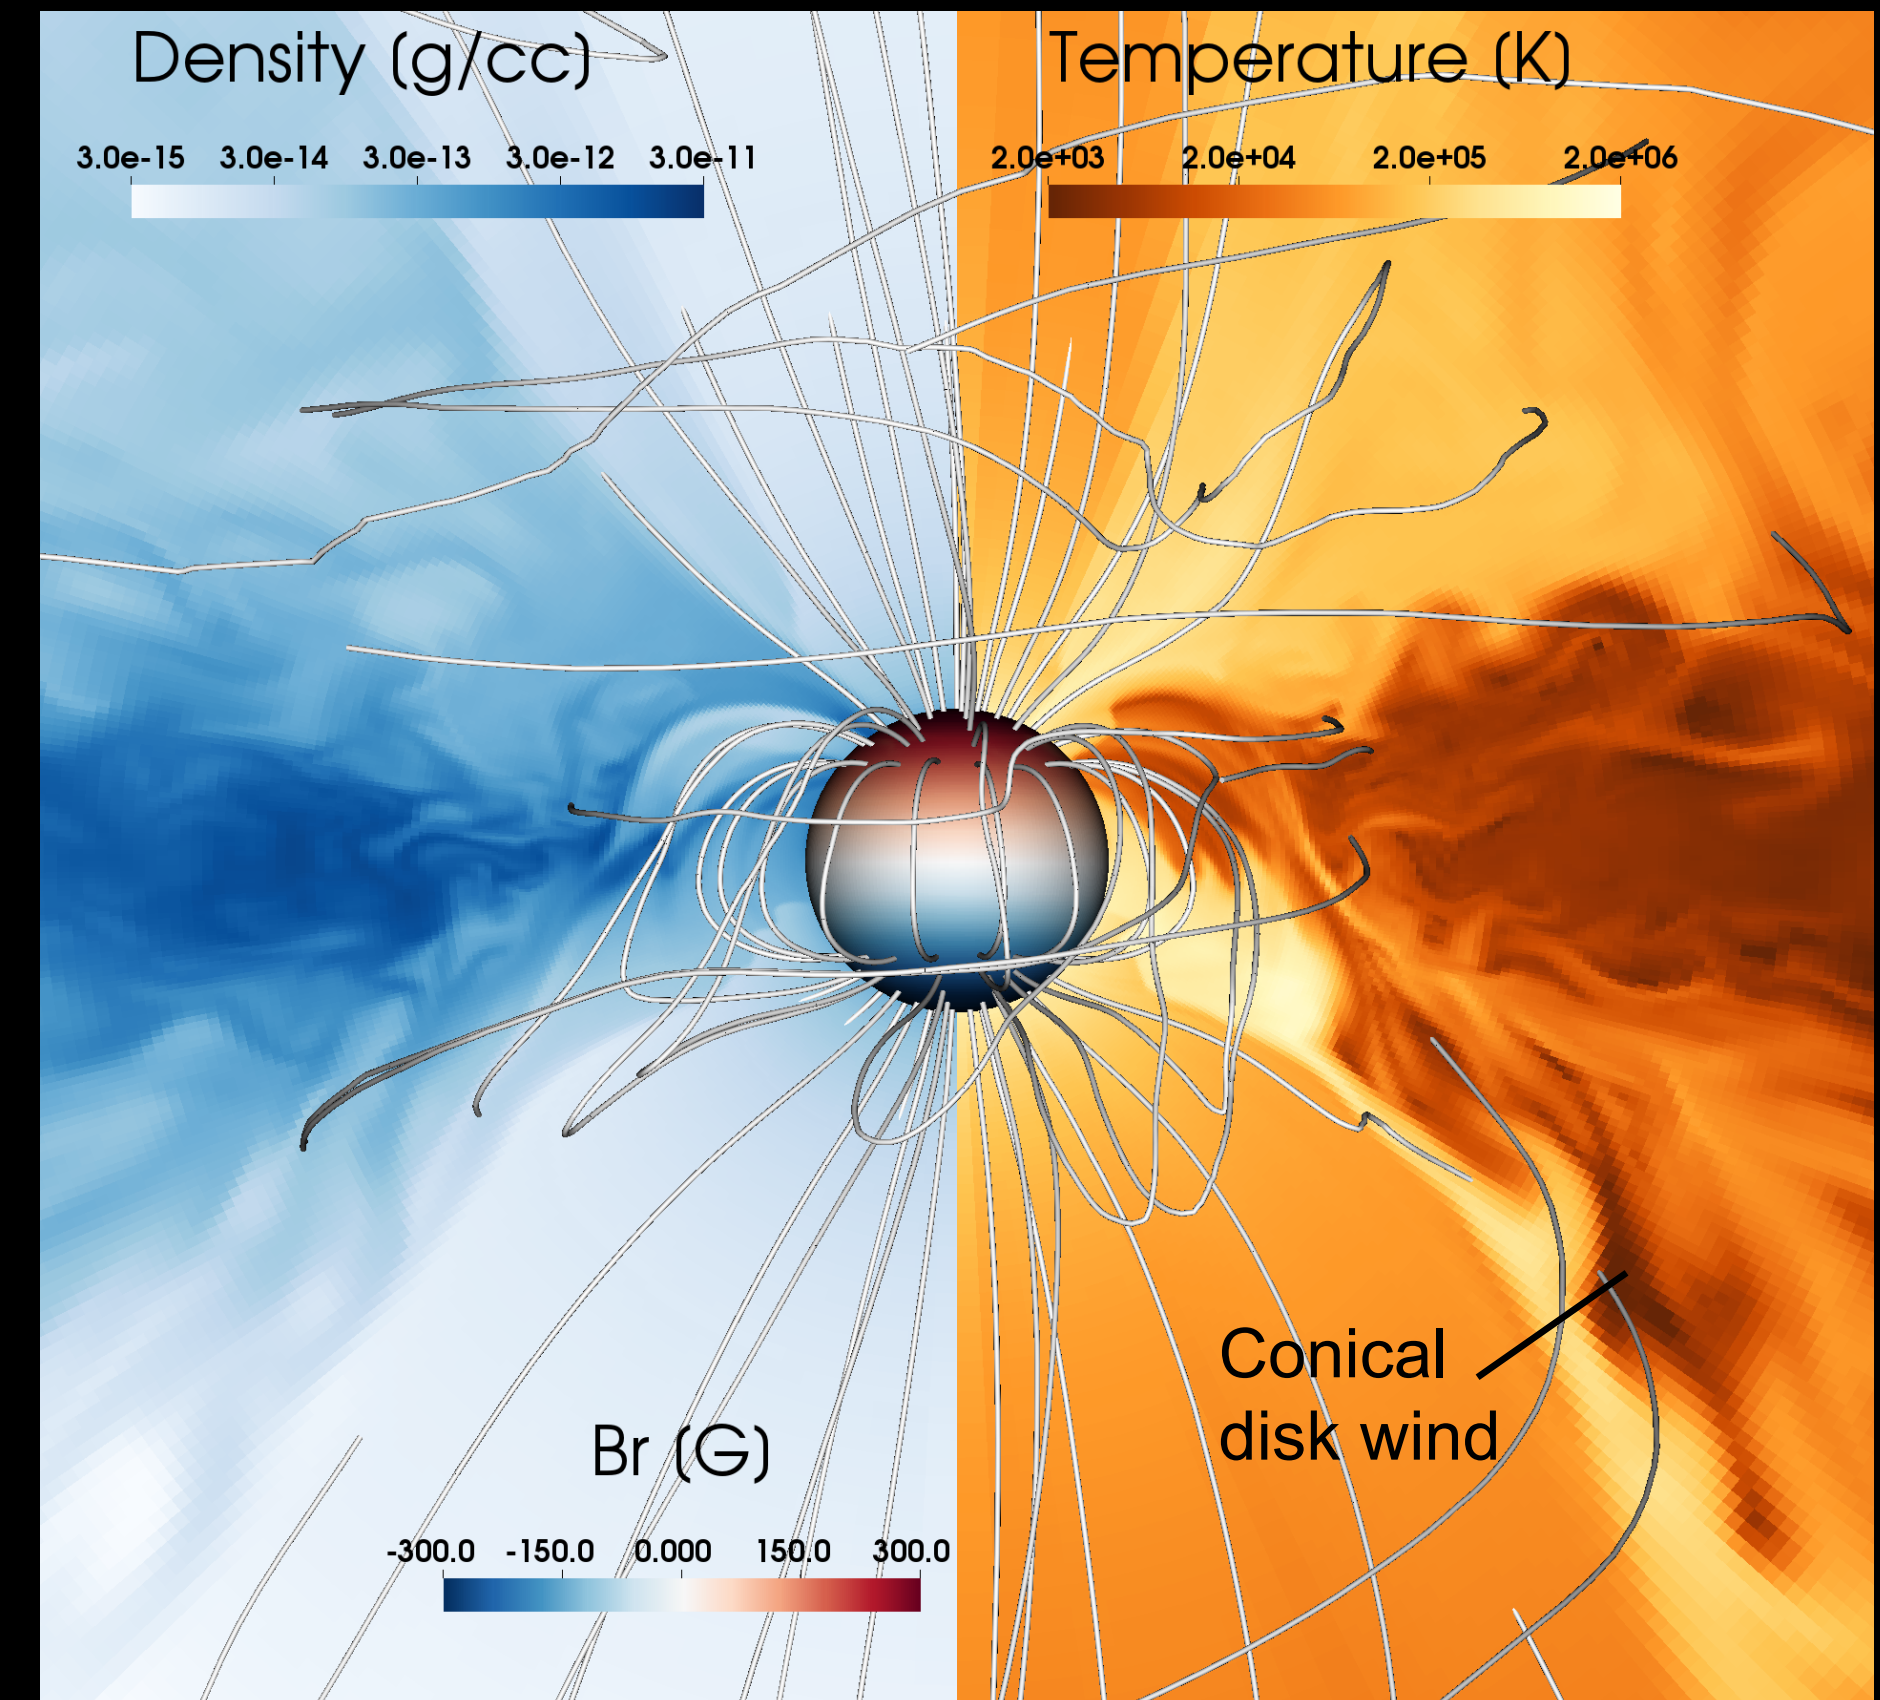 Density (g/cc)
3.0e-15 3.0e-14 3.0e-13 3.0e-12 3.0e-11
Temperature (K)
2.0e+03 2.0e+04 2.0e+05 2.0e+06
Conical
disk wind
Br (G)
-300.0 -150.0 0.000 150.0 300.0